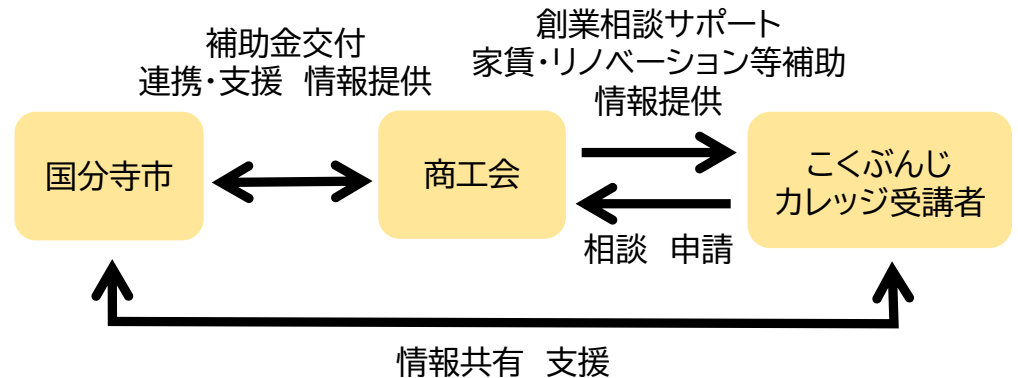 補助金交付
連携・支援　情報提供
創業相談サポート
家賃・リノベーション等補助
情報提供
国分寺市
商工会
こくぶんじ
カレッジ受講者
相談　申請
情報共有　支援